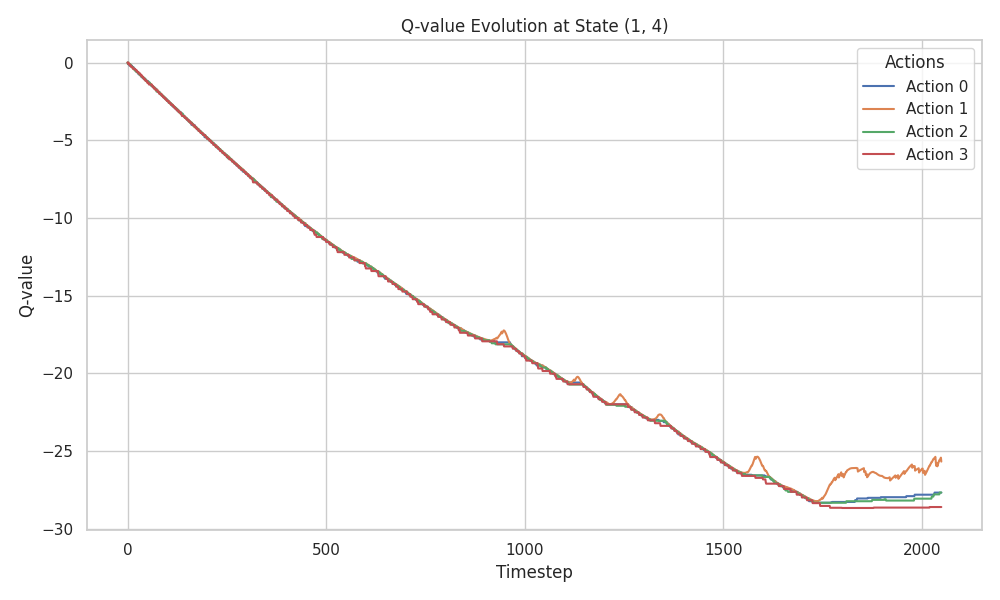 Q-value Evolution at State (1, 4)
Actions
Action 0
Action 1
Action 2
Action 3
Q-value
0
−5
−10
−15
−20
−25
−30
0 500 1000 1500 2000
Timestep